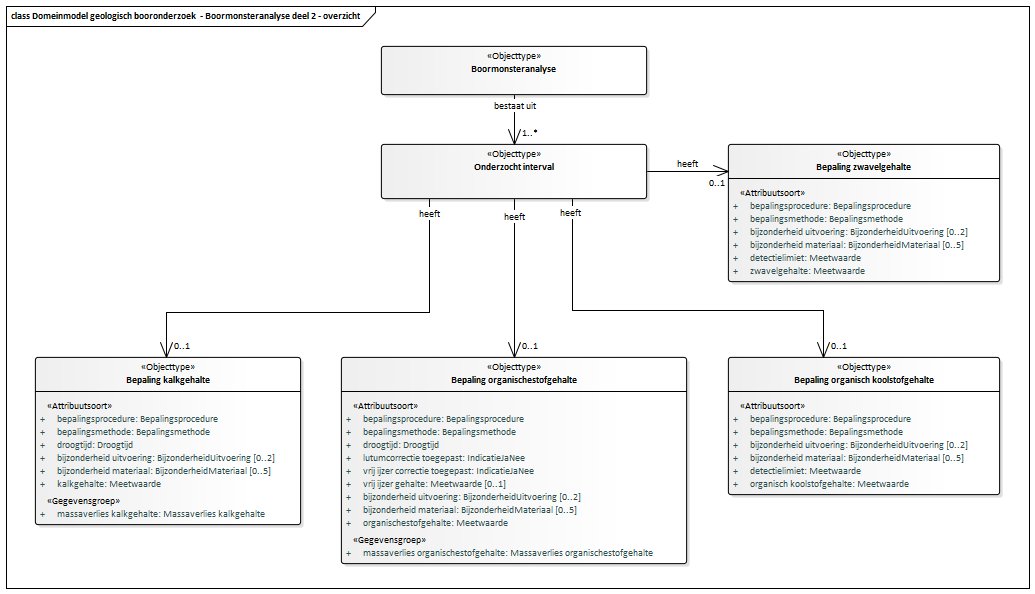 class Domeinmodel geologisch booronderzoek - Boormonsteranalyse deel 2 - overzicht
«Objecttype»
Boormonsteranalyse
bestaat uit
1..*
«Objecttype»
Onderzocht interval
heeft
0..1
«Objecttype»
Bepaling zwavelgehalte
«Attribuutsoort»
+ bepalingsprocedure: Bepalingsprocedure
+ bepalingsmethode: Bepalingsmethode
+ bijzonderheid uitvoering: BijzonderheidUitvoering [0..2]
+ bijzonderheid materiaal: BijzonderheidMateriaal [0..5]
+ detectielimiet: Meetwaarde
+ zwavelgehalte: Meetwaarde
heeft
heeft
heeft
0..1
0..1
0..1
«Objecttype»
Bepaling kalkgehalte
«Attribuutsoort»
+ bepalingsprocedure: Bepalingsprocedure
+ bepalingsmethode: Bepalingsmethode
+ droogtijd: Droogtijd
+ bijzonderheid uitvoering: BijzonderheidUitvoering [0..2]
+ bijzonderheid materiaal: BijzonderheidMateriaal [0..5]
+ kalkgehalte: Meetwaarde
«Gegevensgroep»
+ massaverlies kalkgehalte: Massaverlies kalkgehalte
«Objecttype»
Bepaling organischestofgehalte
«Attribuutsoort»
+ bepalingsprocedure: Bepalingsprocedure
+ bepalingsmethode: Bepalingsmethode
+ droogtijd: Droogtijd
+ lutumcorrectie toegepast: IndicatieJaNee
+ vrij ijzer correctie toegepast: IndicatieJaNee
+ vrij ijzer gehalte: Meetwaarde [0..1]
+ bijzonderheid uitvoering: BijzonderheidUitvoering [0..2]
+ bijzonderheid materiaal: BijzonderheidMateriaal [0..5]
+ organischestofgehalte: Meetwaarde
«Gegevensgroep»
+ massaverlies organischestofgehalte: Massaverlies organischestofgehalte
«Objecttype»
Bepaling organisch koolstofgehalte
«Attribuutsoort»
+ bepalingsprocedure: Bepalingsprocedure
+ bepalingsmethode: Bepalingsmethode
+ bijzonderheid uitvoering: BijzonderheidUitvoering [0..2]
+ bijzonderheid materiaal: BijzonderheidMateriaal [0..5]
+ detectielimiet: Meetwaarde
+ organisch koolstofgehalte: Meetwaarde